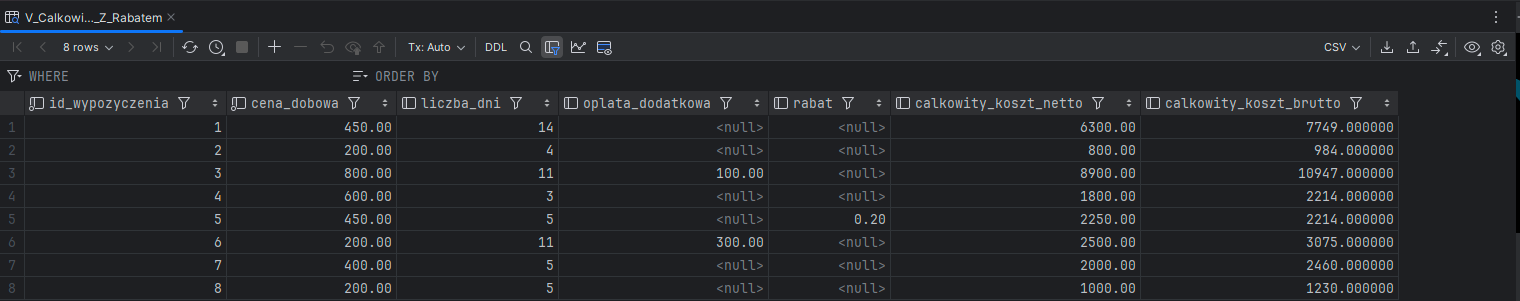 V_Calkowi..._Z_Rabatem
8 rows Tx: Auto DDL CSV
WHERE ORDER BY
id_wypozyczenia cena_dobowa liczba_dni oplata_dodatkowa rabat calkowity_koszt_netto calkowity_koszt_brutto
1 1 450.00 14 <null> <null> 6300.00 7749.000000
2 2 200.00 4 <null> <null> 800.00 984.000000
3 3 800.00 11 100.00 <null> 8900.00 10947.000000
4 4 600.00 3 <null> <null> 1800.00 2214.000000
5 5 450.00 5 <null> 0.20 2250.00 2214.000000
6 6 200.00 11 300.00 <null> 2500.00 3075.000000
7 7 400.00 5 <null> <null> 2000.00 2460.000000
8 8 200.00 5 <null> <null> 1000.00 1230.000000